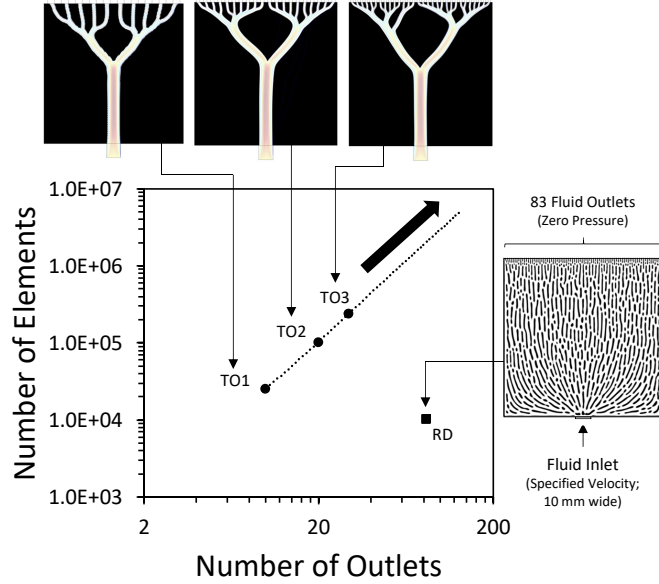 1.0E+07
1.0E+06
1.0E+05
1.0E+04
1.0E+03
Number of Elements
TO1
TO2
TO3
RD
2
20
200
Number of Outlets
83 Fluid Outlets
(Zero Pressure)
Fluid Inlet
(Specified Velocity;
10 mm wide)